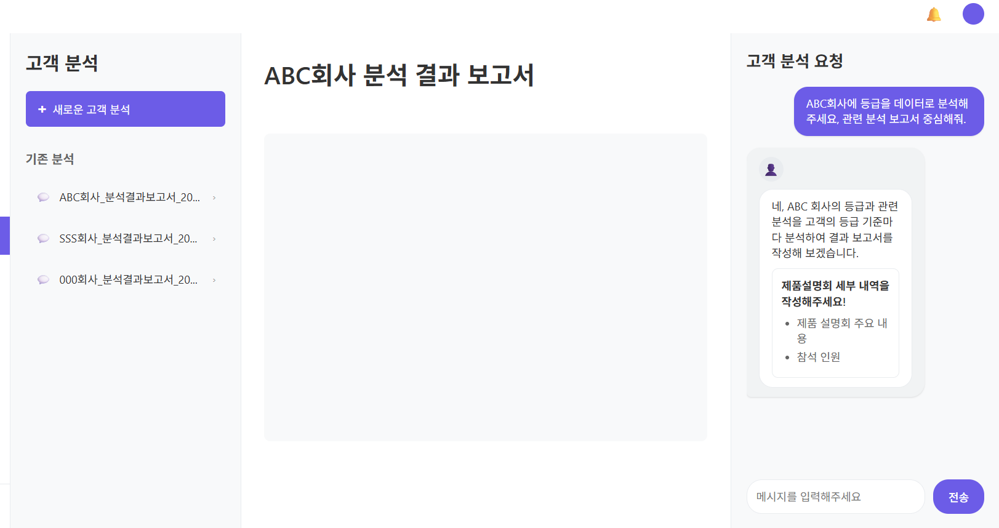 고객 분석
+ 새로운 고객 분석
기존 분석
ABC회사_분석결과보고서_20...
SSS회사_분석결과보고서_20...
000회사_분석결과보고서_20...
ABC회사 분석 결과 보고서
고객 분석 요청
ABC회사에 등급을 데이터로 분석해
주세요, 관련 분석 보고서 중심해줘.
네, ABC 회사의 등급과 관련
분석을 고객의 등급 기준마
다 분석하여 결과 보고서를
작성해 보겠습니다.
제품설명회 세부 내역을
작성해주세요!
• 제품 설명회 주요 내
용
• 참석 인원
메시지를 입력해주세요
전송